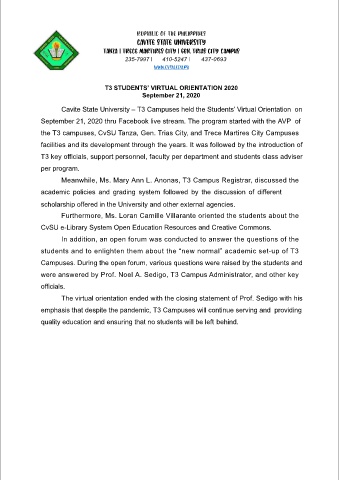 REPUBLIC OF THE PHILIPPINES
CAVITE STATE UNIVERSITY
TANZA | TRECE MARTIRES CITY | GEN. TRIAS CITY CAMPUS
235-7997 | 410-5247 | 437-0693
WWW.CVSU.EDU.PH
T3 STUDENTS' VIRTUAL ORIENTATION 2020
September 21, 2020
Cavite State University – T3 Campuses held the Students' Virtual Orientation on
September 21, 2020 thru Facebook live stream. The program started with the AVP of
the T3 campuses, CvSU Tanza, Gen. Trias City, and Trece Martires City Campuses
facilities and its development through the years. It was followed by the introduction of
T3 key officials, support personnel, faculty per department and students class adviser
per program.
Meanwhile, Ms. Mary Ann L. Anonas, T3 Campus Registrar, discussed the
academic policies and grading system followed by the discussion of different
scholarship offered in the University and other external agencies.
Furthermore, Ms. Loran Camille Villarante oriented the students about the
CvSU e-Library System Open Education Resources and Creative Commons.
In addition, an open forum was conducted to answer the questions of the
students and to enlighten them about the “new normal” academic set-up of T3
Campuses. During the open forum, various questions were raised by the students and
were answered by Prof. Noel A. Sedigo, T3 Campus Administrator, and other key
officials.
The virtual orientation ended with the closing statement of Prof. Sedigo with his
emphasis that despite the pandemic, T3 Campuses will continue serving and providing
quality education and ensuring that no students will be left behind.